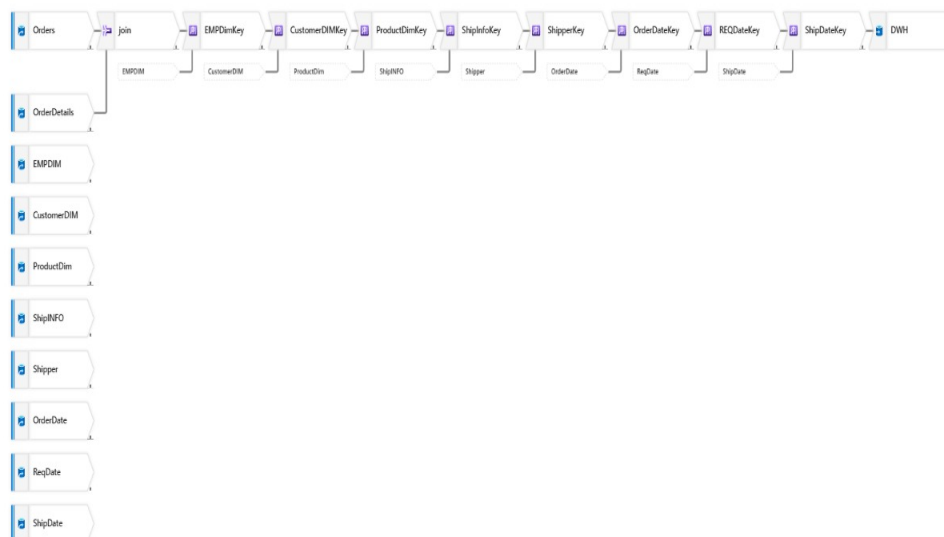 Orders join EMPDimKey CustomerDIMKey ProductDimKey ShipInfoKey ShipperKey OrderDateKey REQDateKey ShipDateKey DWH
EMPDIM CustomerDIM ProductDim ShipINFO Shipper OrderDate ReqDate ShipDate
OrderDetails
EMPDIM
CustomerDIM
ProductDim
ShipINFO
Shipper
OrderDate
ReqDate
ShipDate